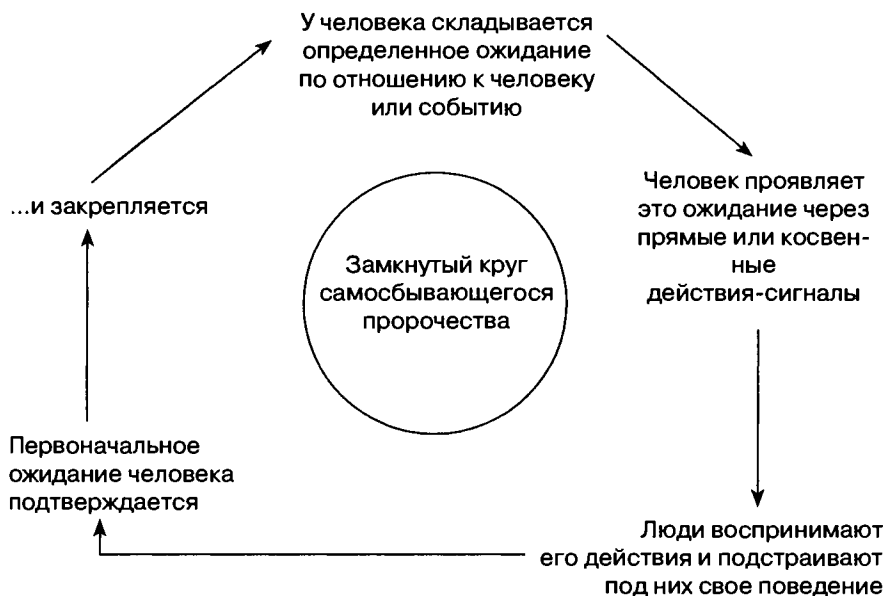 У человека складывается
определенное ожидание
по отношению к человеку
или событию
Человек проявляет
это ожидание через
прямые или косвен-
ные
действия-сигналы
Люди воспринимают
его действия и подстраивают
под них свое поведение
Первоначальное
ожидание человека
подтверждается
...и закрепляется
Замкнутый круг
самосбывающегося
пророчества